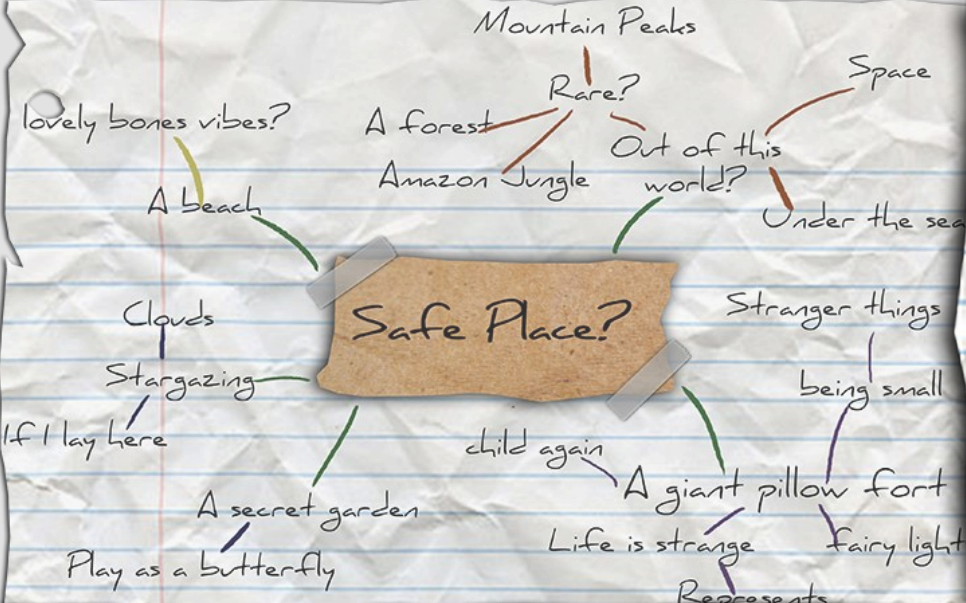 Mountain Peaks
Rare?
Space
lovely bones vibes?
A forest
Out of this
world?
Amazon Jungle
A beach
Under the sea
Safe Place?
Stranger things
Clouds
Stargazing
being small
If I lay here
child again
A giant pillow fort
A secret garden
Life is strange
fairy light
Play as a butterfly
Represents